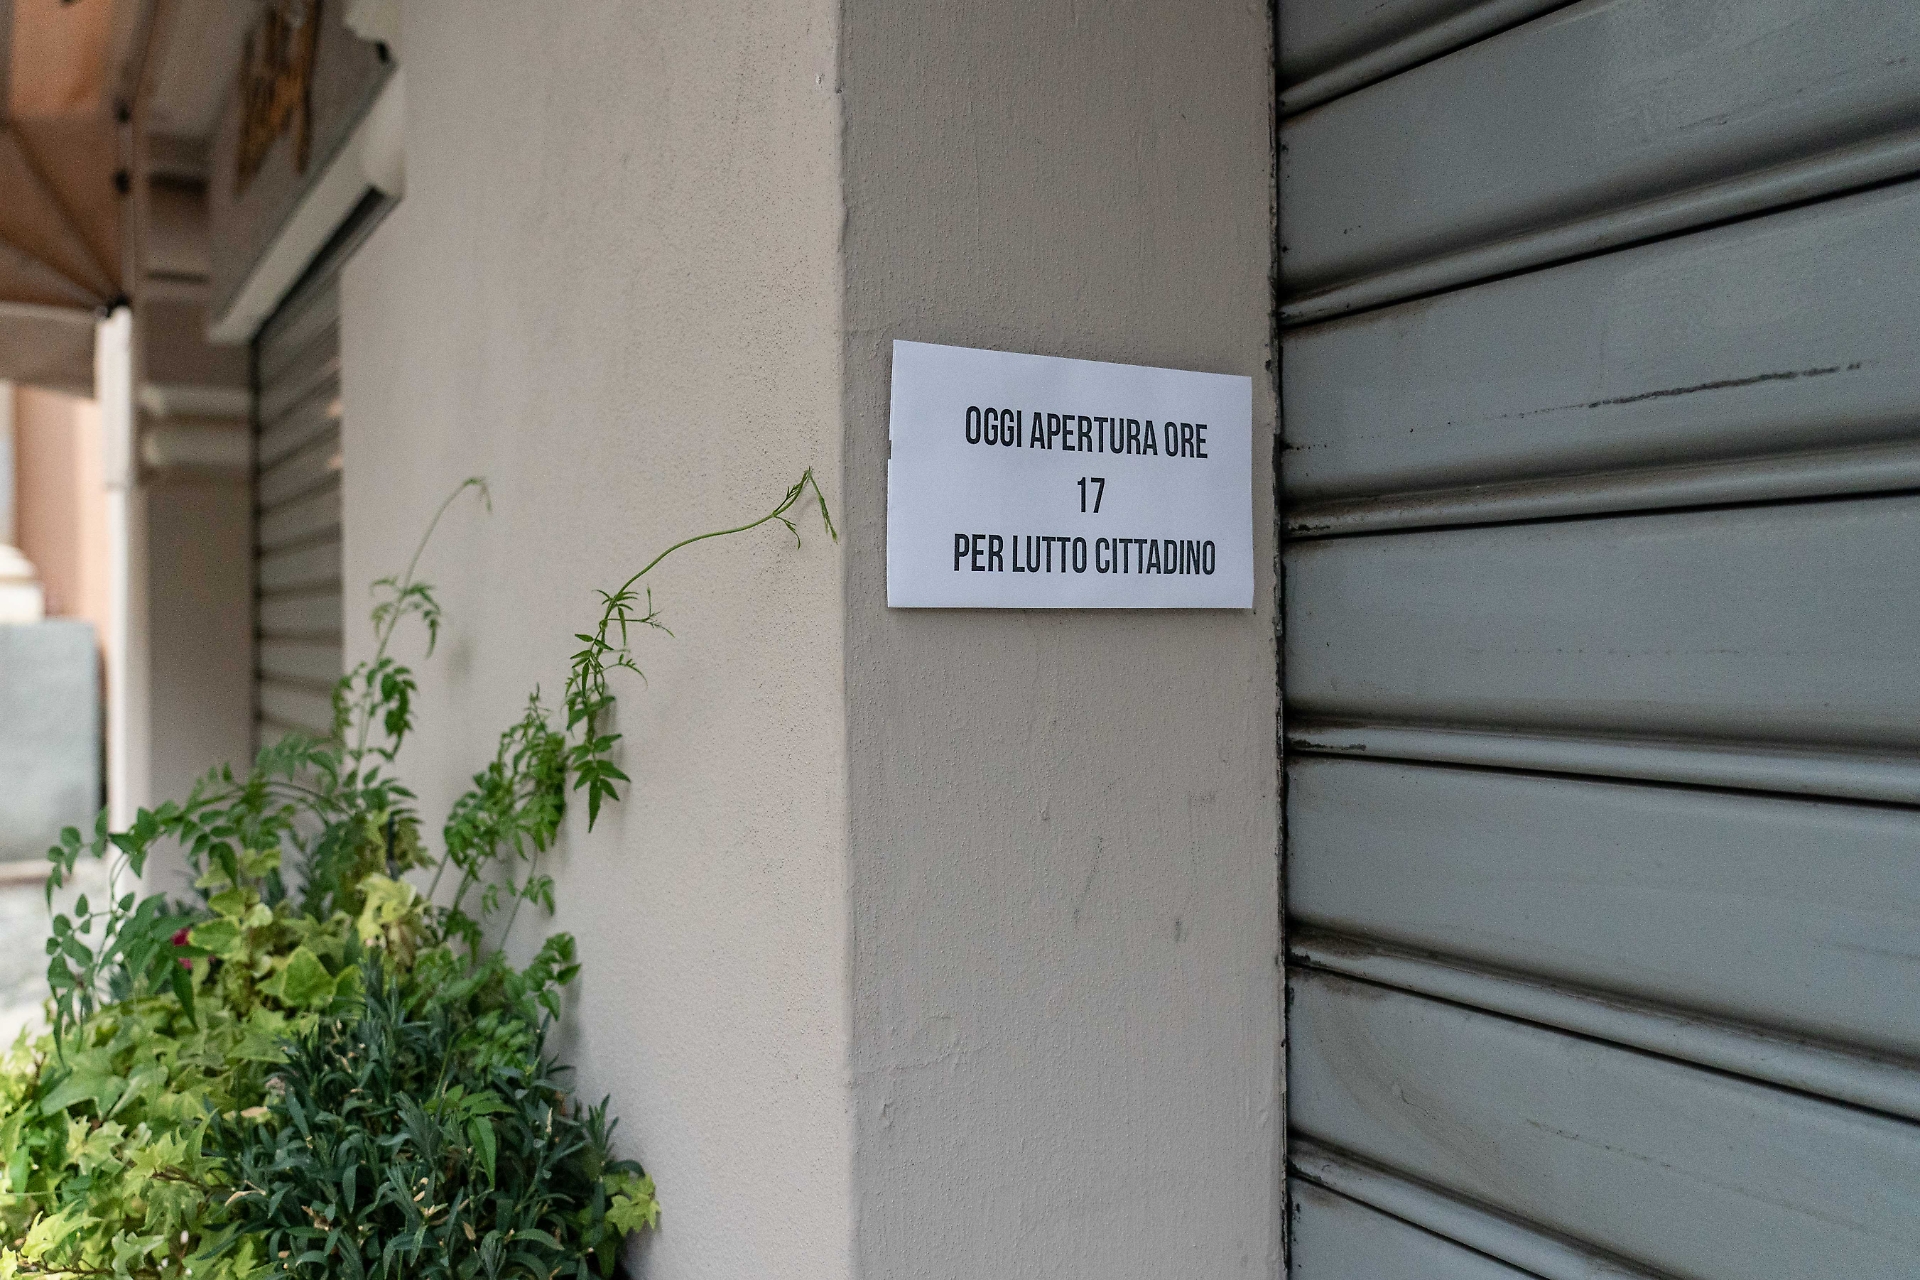 OGGI APERTURA ORE
17
PER LUTTO CITTADINO